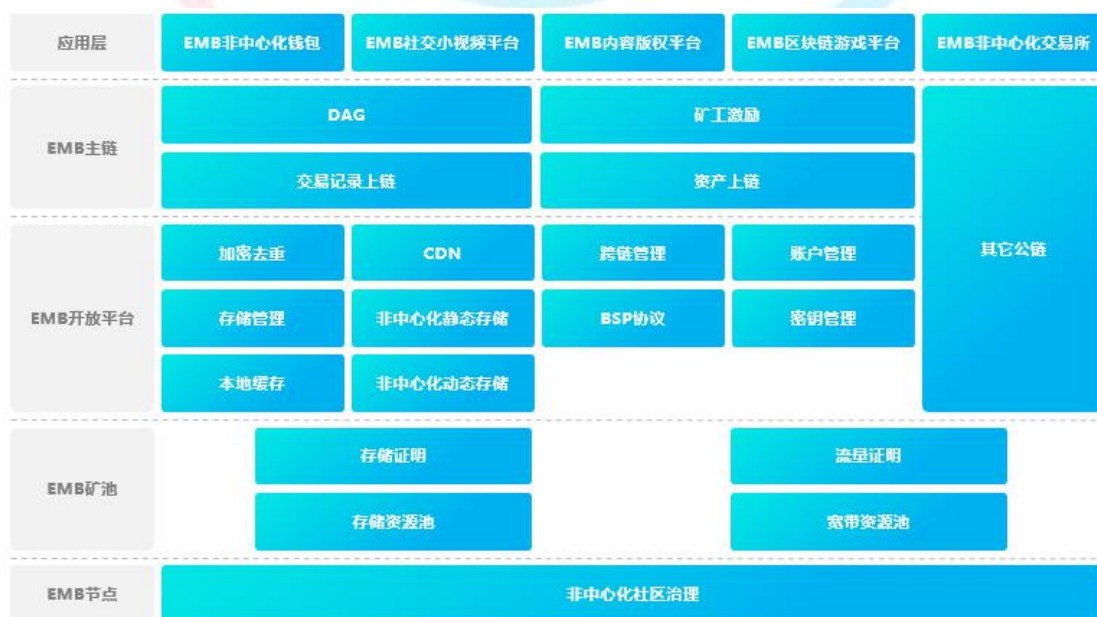 应用层
EMB非中心化钱包
EMB社交小视频平台
EMB内容版权平台
EMB区块链游戏平台
EMB非中心化交易所
EMB主链
DAG
矿工激励
交易记录上链
资产上链
其它公链
EMB开放平台
加密去重
CDN
跨链管理
账户管理
存储管理
非中心化静态存储
BSP协议
密钥管理
本地缓存
非中心化动态存储
EMB矿池
存储证明
流量证明
存储资源池
宽带资源池
EMB节点
非中心化社区治理